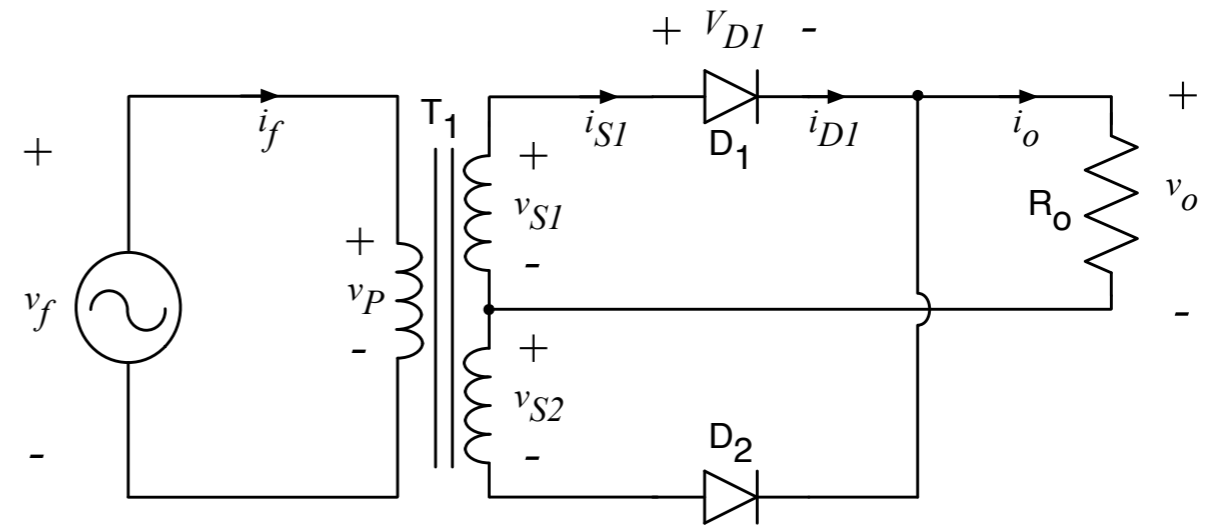 + V_D1 -
i_f
T_1
i_S1
D_1
i_D1
i_o
+
+
+
v_S1
-
R_o
v_o
+
v_P
-
v_f
-
+
v_S2
-
D_2
-